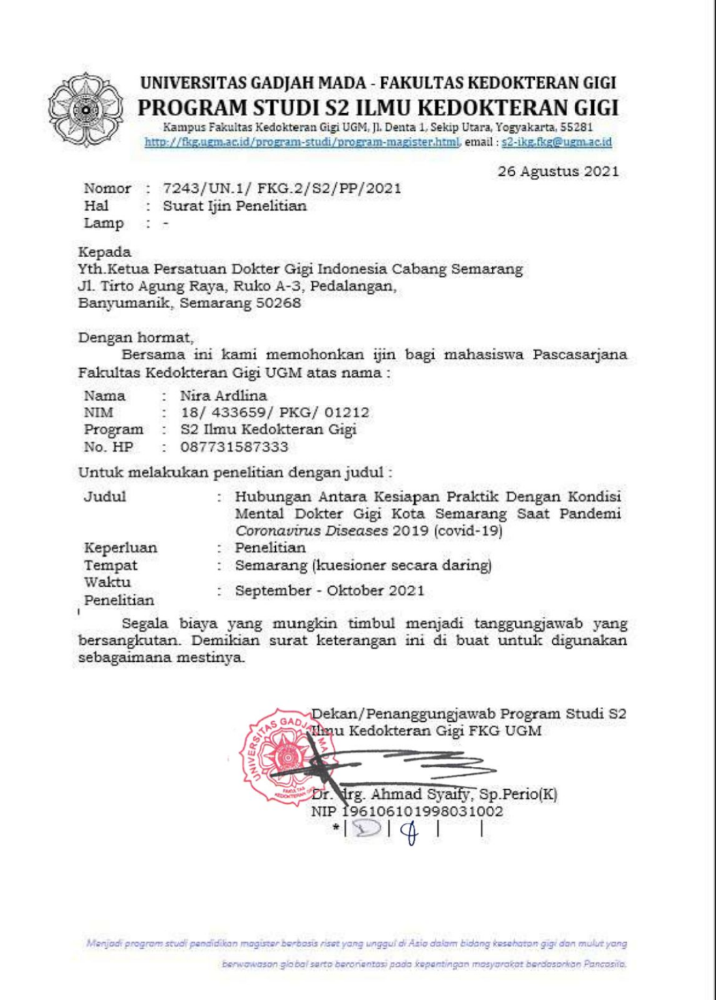 UNIVERSITAS GADJAH MADA - FAKULTAS KEDOKTERAN GIGI
PROGRAM STUDI S2 ILMU KEDOKTERAN GIGI
Kampus Fakultas Kedokteran Gigi UGM, Jl. Denta 1, Sekip Utara, Yogyakarta, 55281
http://fkg.ugm.ac.id/program-studi/program-magister.html, email : s2-ikg.fkg@ugm.ac.id
26 Agustus 2021
Nomor : 7243/UN.1/ FKG.2/S2/PP/2021
Hal : Surat Ijin Penelitian
Lamp : -
Kepada
Yth.Ketua Persatuan Dokter Gigi Indonesia Cabang Semarang
Jl. Tirto Agung Raya, Ruko A-3, Pedalangan,
Banyumanik, Semarang 50268
Dengan hormat,
Bersama ini kami memohonkan ijin bagi mahasiswa Pascasarjana
Fakultas Kedokteran Gigi UGM atas nama :
Nama : Nira Ardlina
NIM : 18/ 433659/ PKG/ 01212
Program : S2 Ilmu Kedokteran Gigi
No. HP : 087731587333
Untuk melakukan penelitian dengan judul :
Judul : Hubungan Antara Kesiapan Praktik Dengan Kondisi
Mental Dokter Gigi Kota Semarang Saat Pandemi
Coronavirus Diseases 2019 (covid-19)
Keperluan : Penelitian
Tempat : Semarang (kuesioner secara daring)
Waktu
Penelitian : September - Oktober 2021
Segala biaya yang mungkin timbul menjadi tanggungjawab yang
bersangkutan. Demikian surat keterangan ini di buat untuk digunakan
sebagaimana mestinya.
Dekan/Penanggungjawab Program Studi S2
Ilmu Kedokteran Gigi FKG UGM
UNIVERSITAS GADJAH MADA
FAKULTAS
KEDOKTERAN GIGI
Dr. drg. Ahmad Syaify, Sp.Perio(K)
NIP 196106101998031002
Menjadi program studi pendidikan magister berbasis riset yang unggul di Asia dalam bidang kesehatan gigi dan mulut yang
berwawasan global serta berorientasi pada kepentingan masyarakat berdasarkan Pancasila.